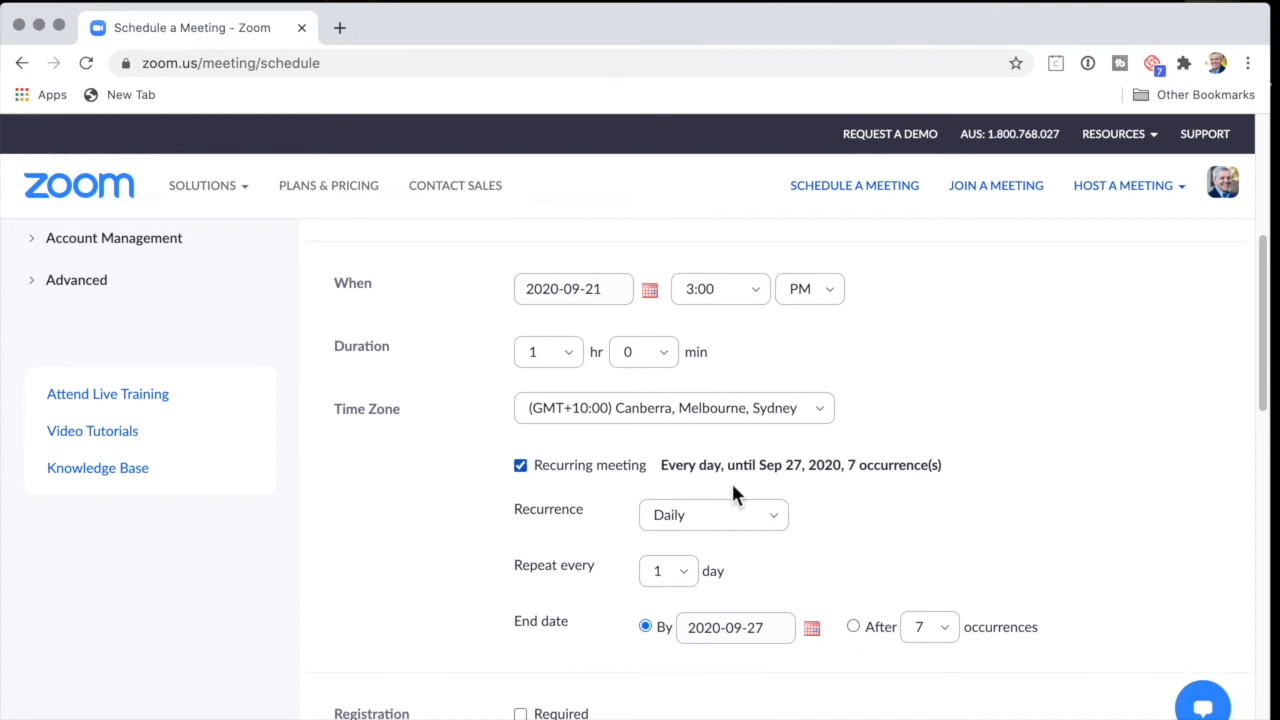 Schedule a Meeting - Zoom
zoom.us/meeting/schedule
7
Apps New Tab Other Bookmarks
REQUEST A DEMO AUS: 1.800.768.027 RESOURCES SUPPORT
zoom SOLUTIONS PLANS & PRICING CONTACT SALES SCHEDULE A MEETING JOIN A MEETING HOST A MEETING
Account Management
Advanced
Attend Live Training
Video Tutorials
Knowledge Base
When 2020-09-21 3:00 PM
Duration 1 hr 0 min
Time Zone (GMT+10:00) Canberra, Melbourne, Sydney
Recurring meeting Every day, until Sep 27, 2020, 7 occurrence(s)
Recurrence Daily
Repeat every 1 day
End date By 2020-09-27 After 7 occurrences
Registration Required